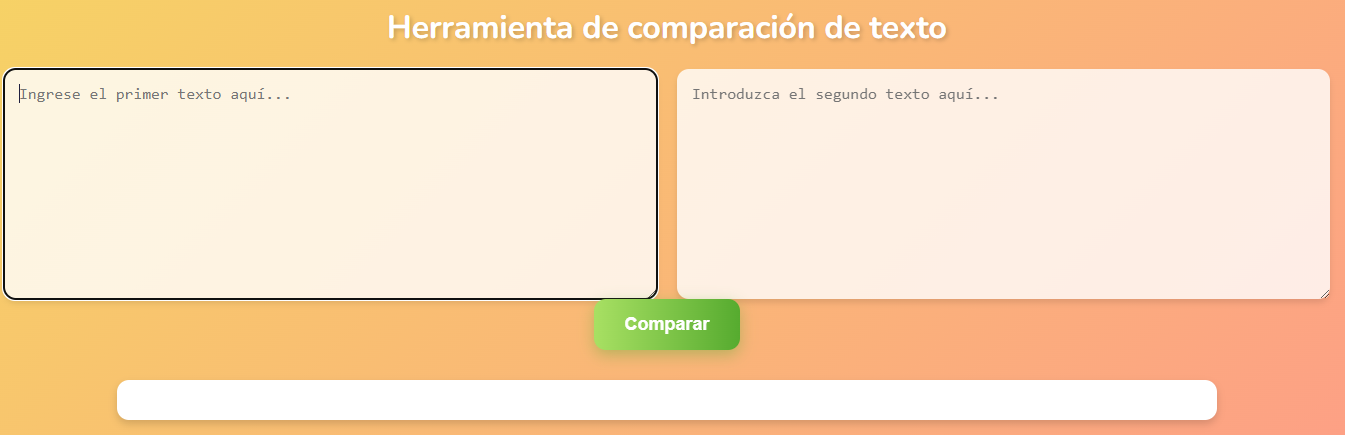 Herramienta de comparación de texto
Ingrese el primer texto aquí...
Introduzca el segundo texto aquí...
Comparar